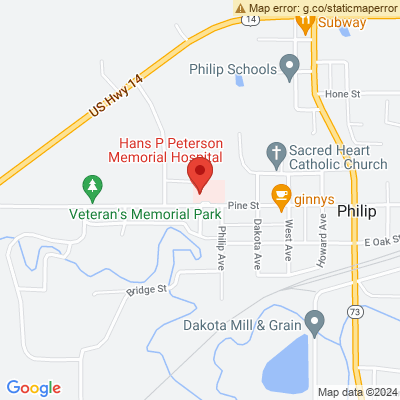 Map error: g.co/staticmaperror
14
Subway
US Hwy 14
Philip Schools
Hone St
14
Hans P Peterson
Memorial Hospital
Sacred Heart
Catholic Church
Veteran's Memorial Park
Pine St
ginnys
Philip
Philip Ave
Dakota Ave
West Ave
Howard Ave
E Oak St
Bridge St
73
Dakota Mill & Grain
Google
Map data ©2024